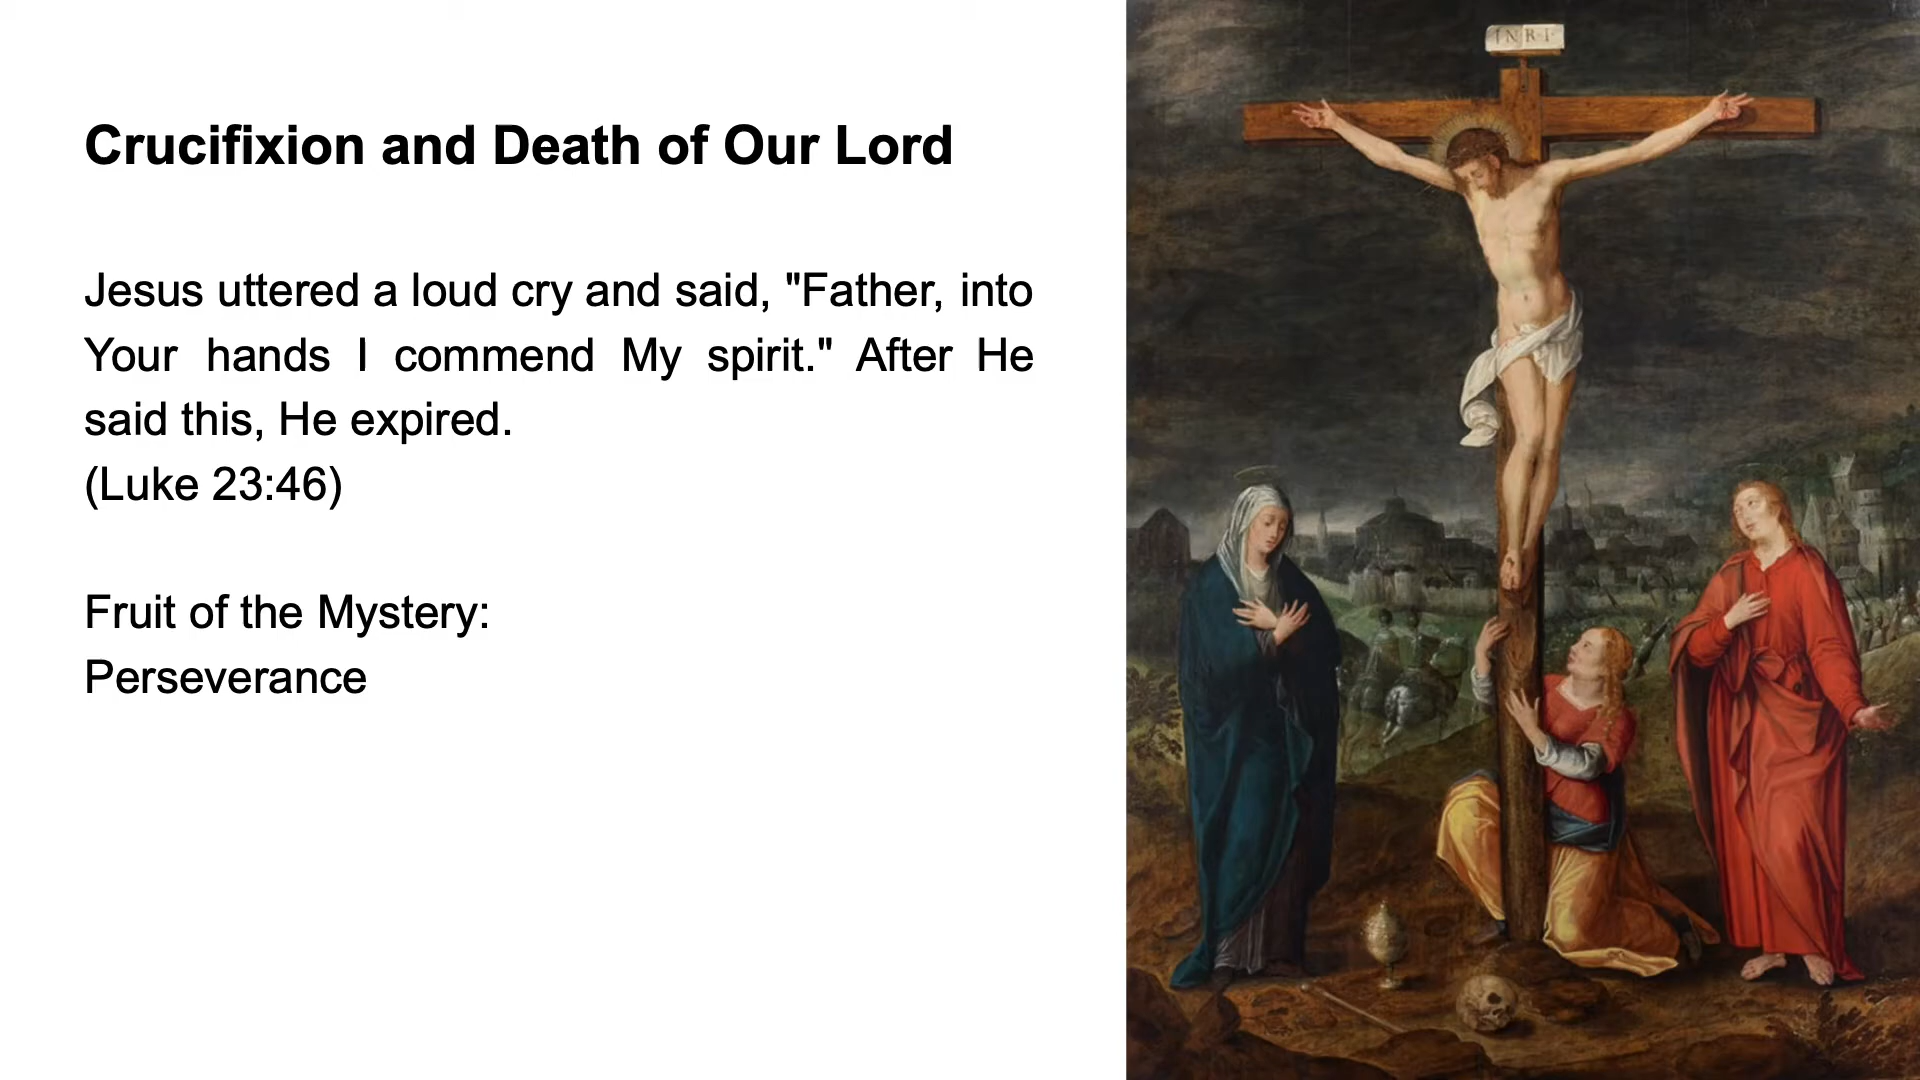 Crucifixion and Death of Our Lord
Jesus uttered a loud cry and said, "Father, into
Your hands I commend My spirit." After He
said this, He expired.
(Luke 23:46)
Fruit of the Mystery:
Perseverance
INRI